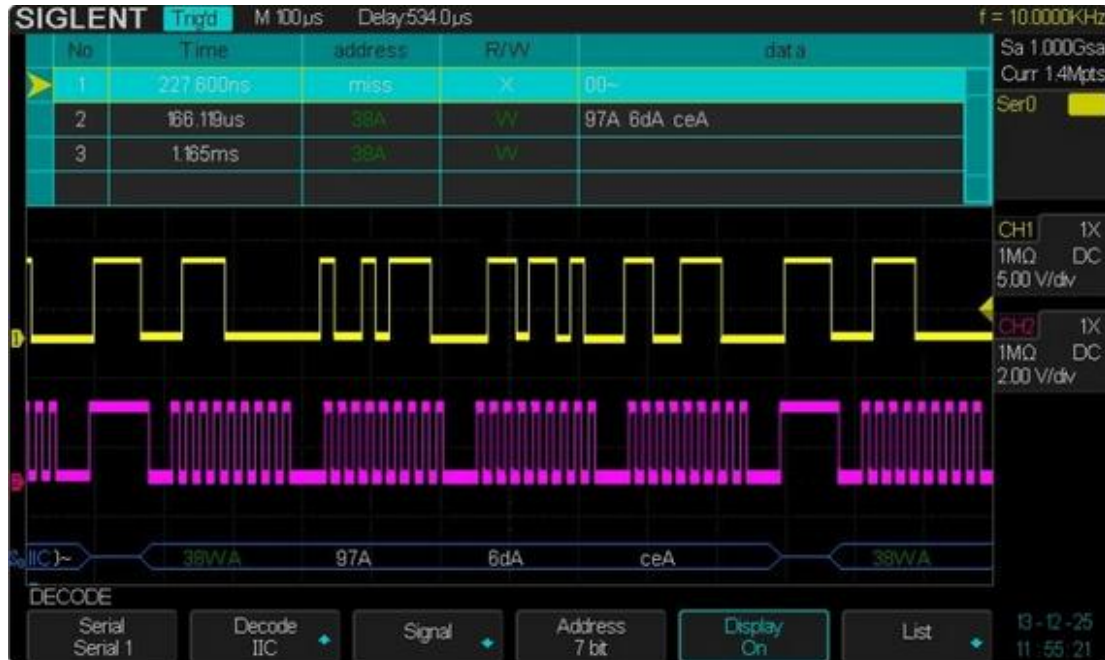 SIGLENT Trig'd M 100µs Delay:534.0µs f = 10.0000KHz
Sa 1.000Gsa
Curr 1.4Mpts
Ser0
No Time address R/W data
1 227.600ns miss X 00~
2 166.119us 38A W 97A 6dA ceA
3 1.165ms 38A W
CH1 1X
1MΩ DC
5.00 V/div
CH2 1X
1MΩ DC
2.00 V/div
1
2
S0 IIC }~ 38WA 97A 6dA ceA 38WA
DECODE
Serial
Serial 1
Decode
IIC
Signal
Address
7 bit
Display
On
List
13-12-25
11:55:21